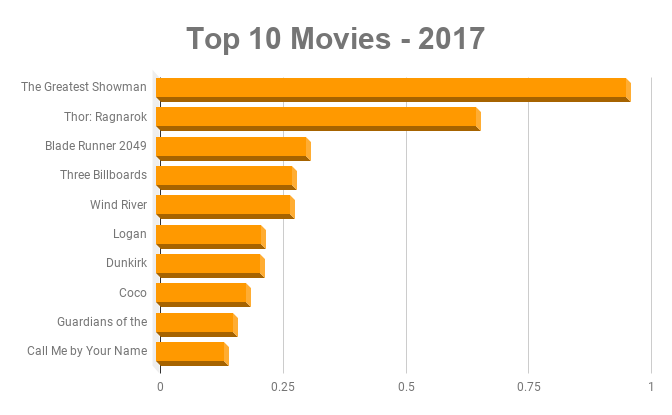 Top 10 Movies - 2017
The Greatest Showman
Thor: Ragnarok
Blade Runner 2049
Three Billboards
Wind River
Logan
Dunkirk
Coco
Guardians of the
Call Me by Your Name
0 0.25 0.5 0.75 1